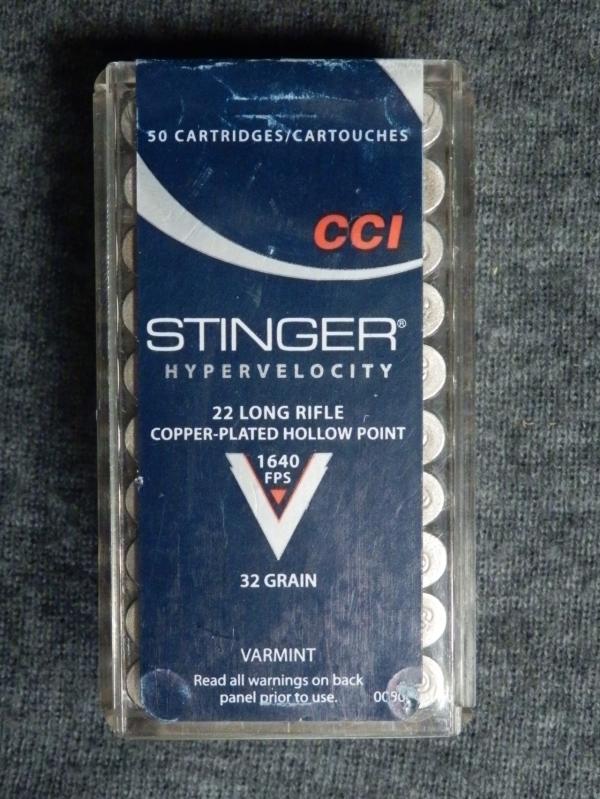 50 CARTRIDGES/CARTOUCHES
CCI
STINGER®
HYPERVELOCITY
22 LONG RIFLE
COPPER-PLATED HOLLOW POINT
1640
FPS
32 GRAIN
VARMINT
Read all warnings on back
panel prior to use.